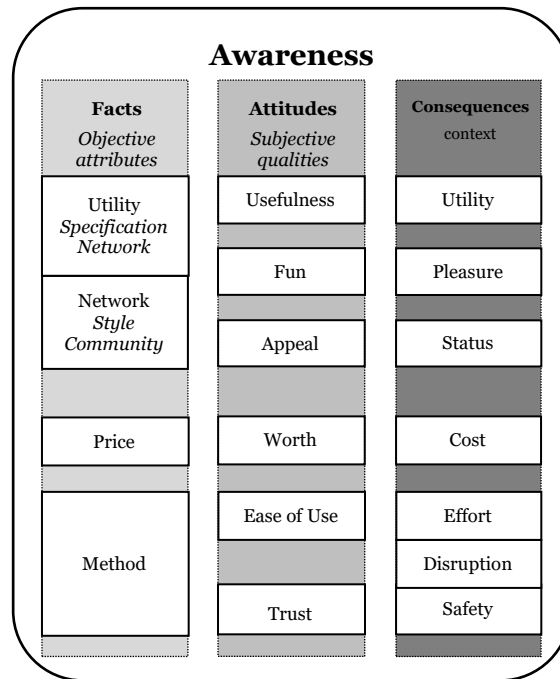 Awareness
Facts
Objective
attributes
Utility
Specification
Network
Network
Style
Community
Price
Method
Attitudes
Subjective
qualities
Usefulness
Fun
Appeal
Worth
Ease of Use
Trust
Consequences
context
Utility
Pleasure
Status
Cost
Effort
Disruption
Safety